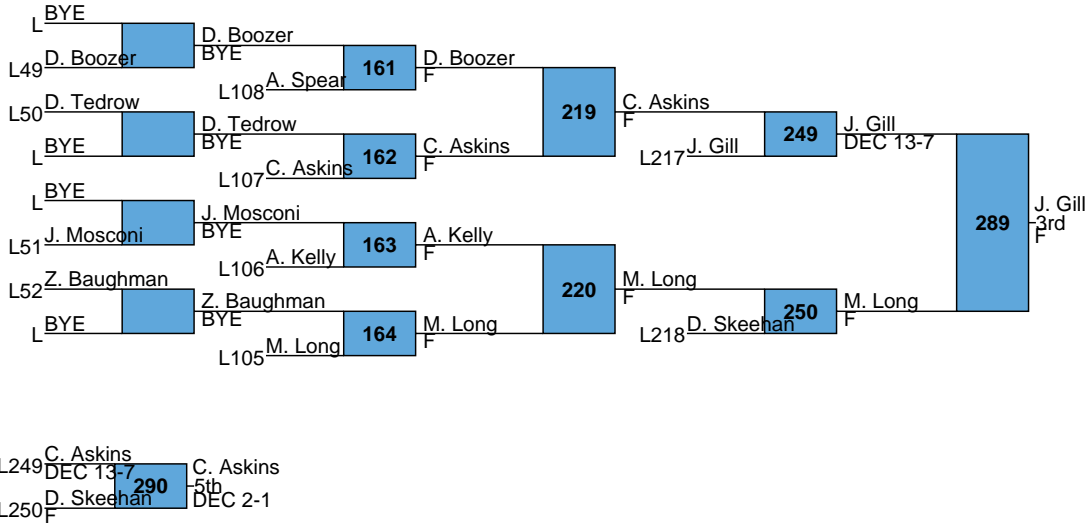 L BYE
L49 D. Boozer
D. Boozer
BYE
161
L108 A. Spear
D. Boozer
F
L50 D. Tedrow
L BYE
D. Tedrow
BYE
162
L107 C. Askins
C. Askins
F
219
C. Askins
F
249
L217 J. Gill
J. Gill
DEC 13-7
L BYE
L51 J. Mosconi
J. Mosconi
BYE
163
L106 A. Kelly
A. Kelly
F
L52 Z. Baughman
L BYE
Z. Baughman
BYE
164
L105 M. Long
M. Long
F
220
M. Long
F
250
L218 D. Skeehan
M. Long
F
289
J. Gill
3rd
F
L249 C. Askins
DEC 13-7
290
L250 D. Skeehan
F
C. Askins
5th
DEC 2-1